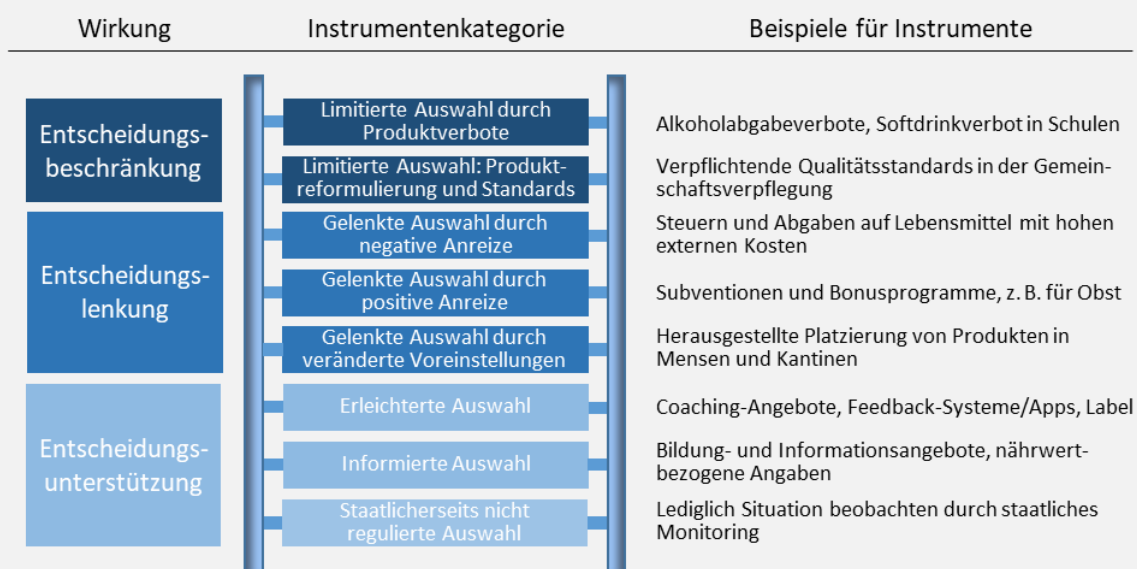 Wirkung
Instrumentenkategorie
Beispiele für Instrumente
Entscheidungs-
beschränkung
Limitierte Auswahl durch
Produktverbote
Alkoholabgabeverbote, Softdrinkverbot in Schulen
Limitierte Auswahl: Produkt-
reformulierung und Standards
Verpflichtende Qualitätsstandards in der Gemein-
schaftsverpflegung
Entscheidungs-
lenkung
Gelenkte Auswahl durch
negative Anreize
Steuern und Abgaben auf Lebensmittel mit hohen
externen Kosten
Gelenkte Auswahl durch
positive Anreize
Subventionen und Bonusprogramme, z. B. für Obst
Gelenkte Auswahl durch
veränderte Voreinstellungen
Herausgestellte Platzierung von Produkten in
Mensen und Kantinen
Entscheidungs-
unterstützung
Erleichterte Auswahl
Coaching-Angebote, Feedback-Systeme/Apps, Label
Informierte Auswahl
Bildung- und Informationsangebote, nährwert-
bezogene Angaben
Staatlicherseits nicht
regulierte Auswahl
Lediglich Situation beobachten durch staatliches
Monitoring